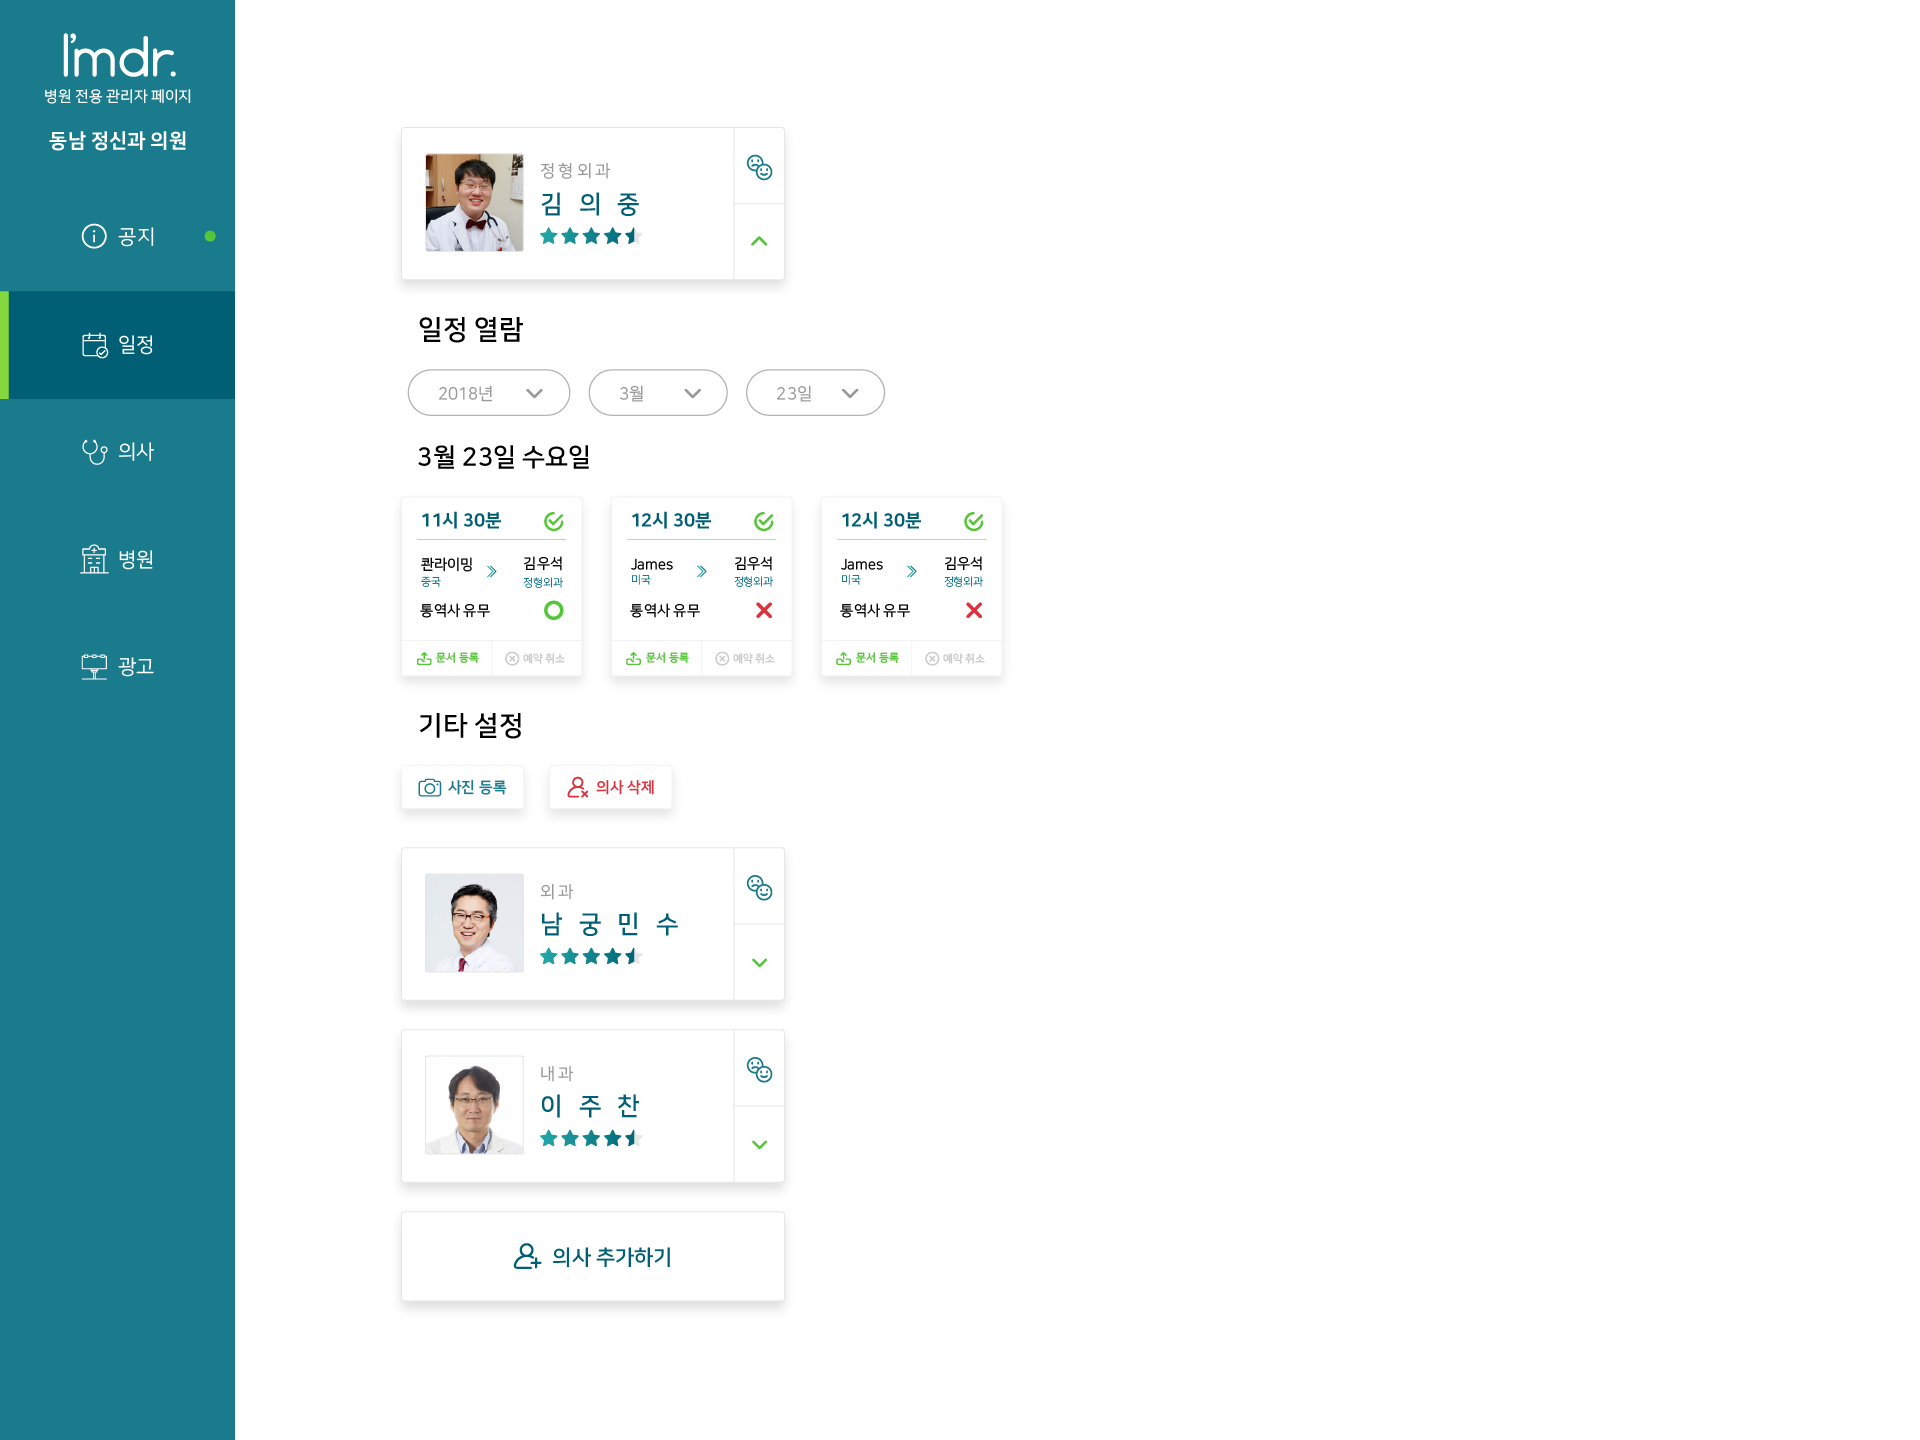 I'mdr.
병원 전용 관리자 페이지
동남 정신과 의원
공지
일정
의사
병원
광고
정형외과
김의중
일정 열람
2018년
3월
23일
3월 23일 수요일
11시 30분
콴라이밍
중국
김우석
정형외과
통역사 유무
문서 등록
예약 취소
12시 30분
James
미국
김우석
정형외과
통역사 유무
문서 등록
예약 취소
12시 30분
James
미국
김우석
정형외과
통역사 유무
문서 등록
예약 취소
기타 설정
사진 등록
의사 삭제
외과
남궁민수
내과
이주찬
의사 추가하기